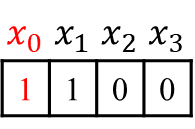 x₀ x₁ x₂ x₃
1 1 0 0